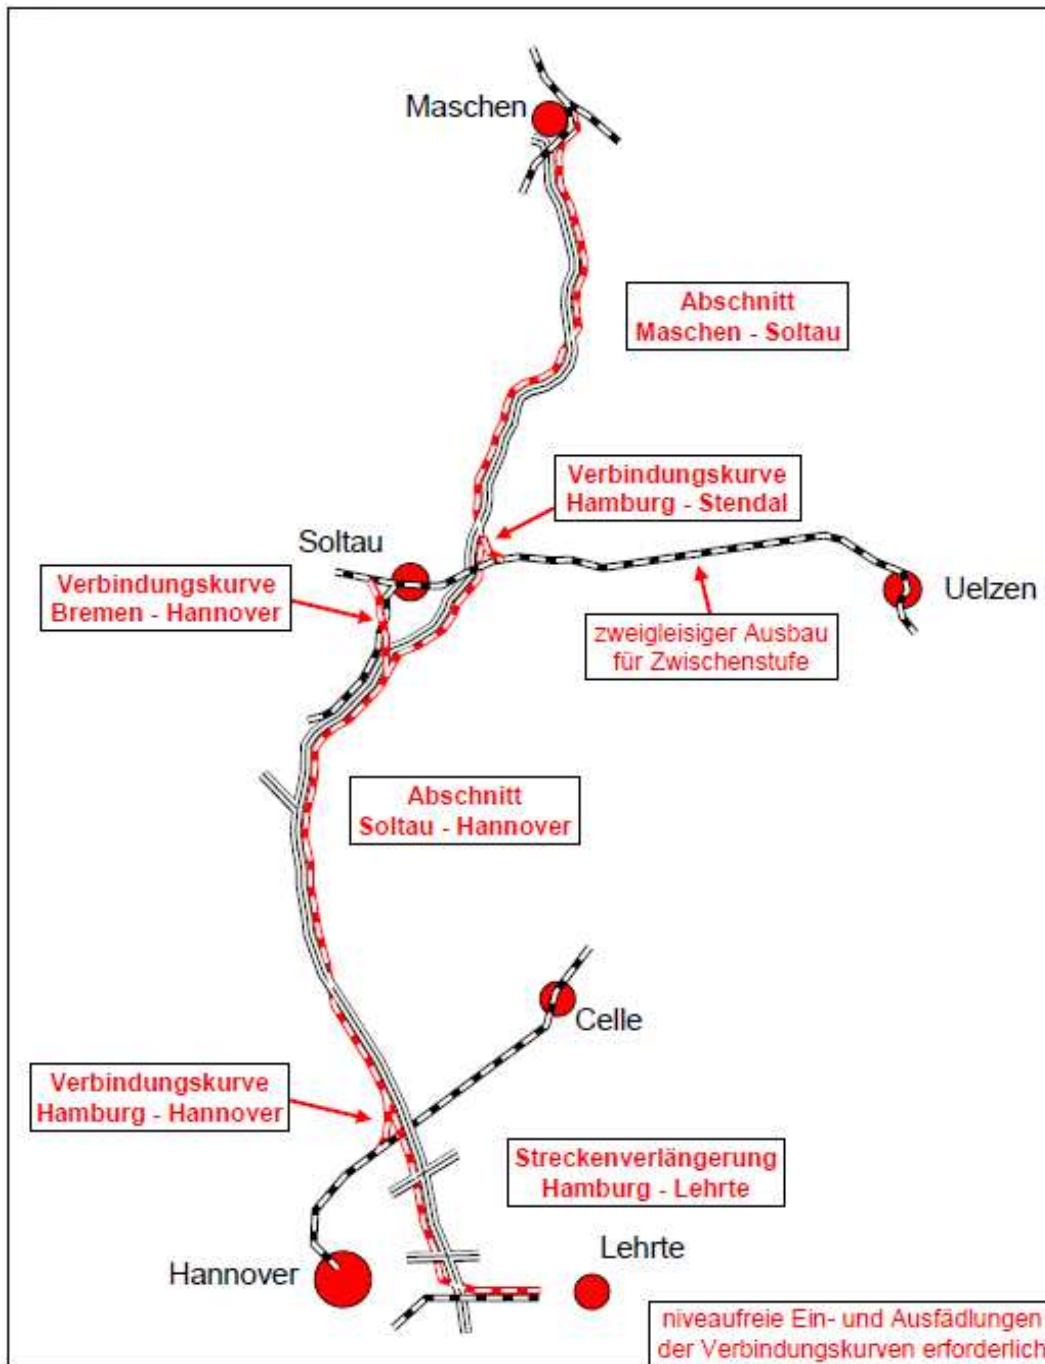 Maschen
Abschnitt
Maschen - Soltau
Verbindungskurve
Hamburg - Stendal
Soltau
Verbindungskurve
Bremen - Hannover
Uelzen
zweigleisiger Ausbau
für Zwischenstufe
Abschnitt
Soltau - Hannover
Celle
Verbindungskurve
Hamburg - Hannover
Streckenverlängerung
Hamburg - Lehrte
Lehrte
Hannover
niveaufreie Ein- und Ausfädlungen
der Verbindungskurven erforderlich